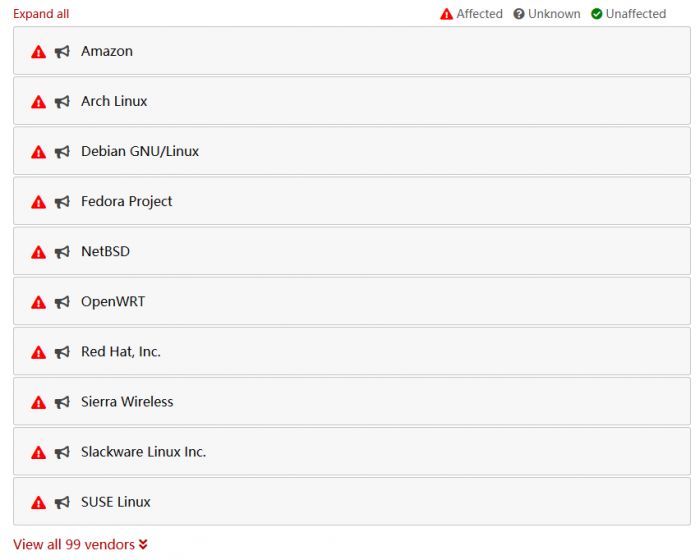 Expand all Affected Unknown Unaffected
Amazon
Arch Linux
Debian GNU/Linux
Fedora Project
NetBSD
OpenWRT
Red Hat, Inc.
Sierra Wireless
Slackware Linux Inc.
SUSE Linux
View all 99 vendors